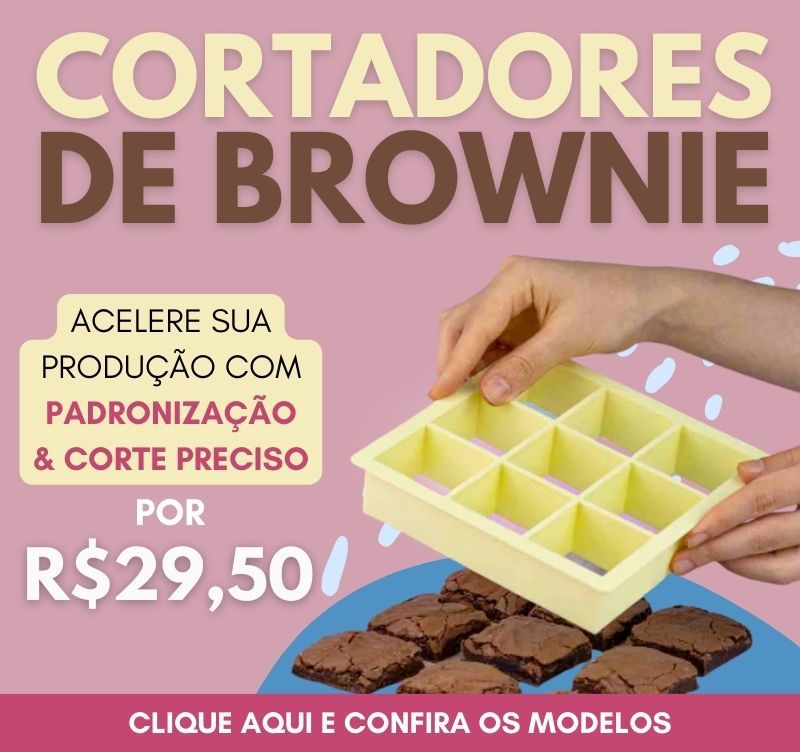 CORTADORES
DE BROWNIE
ACELERE SUA
PRODUÇÃO COM
PADRONIZAÇÃO
& CORTE PRECISO
POR
R$29,50
CLIQUE AQUI E CONFIRA OS MODELOS